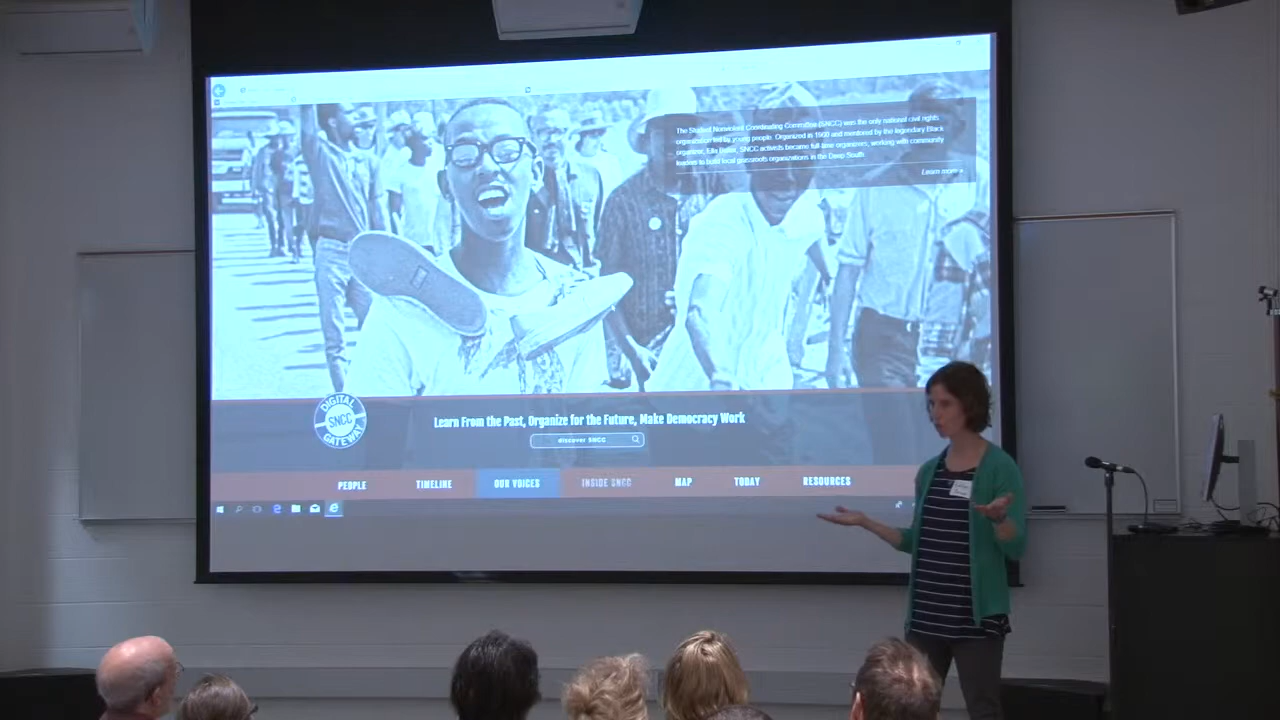 The Student Nonviolent Coordinating Committee (SNCC) was the only national civil rights
organization led by young people. Organized in 1960 and mentored by the legendary Black
organizer, Ella Baker, SNCC activists became full-time organizers, working with community
leaders to build local grassroots organizations in the Deep South.
Learn more »
DIGITAL
SNCC
GATEWAY
Learn From the Past, Organize for the Future, Make Democracy Work
discover SNCC
PEOPLE TIMELINE OUR VOICES INSIDE SNCC MAP TODAY RESOURCES